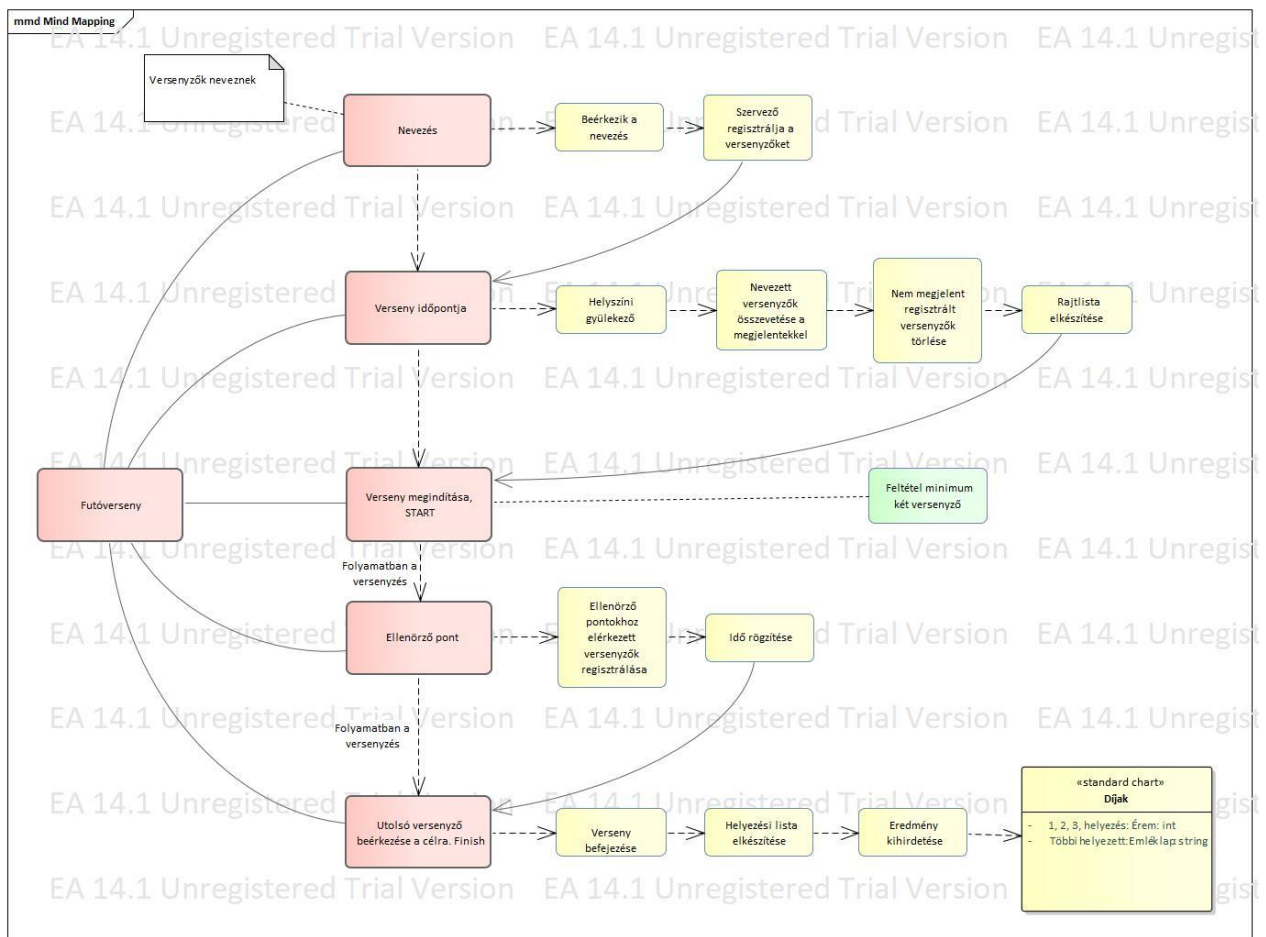 mmd Mind Mapping
EA 14.1 Unregistered Trial Version EA 14.1 Unregistered Trial Version EA 14.1 Unregist
Versenyzők neveznek
Nevezés
Beérkezik a
nevezés
Szervező
regisztrálja a
versenyzőket
Verseny időpontja
Helyszíni
gyülekező
Nevezett
versenyzők
összevetése a
megjelentekkel
Nem megjelent
regisztrált
versenyzők
törlése
Rajtlista
elkészítése
Futóverseny
Verseny megindítása,
START
Feltétel minimum
két versenyző
Folyamatban a
versenyzés
Ellenörző pont
Ellenörző
pontokhoz
elérkezett
versenyzők
regisztrálása
Idő rögzítése
Folyamatban a
versenyzés
Utolsó versenyző
beérkezése a célra. Finish
Verseny
befejezése
Helyezési lista
elkészítése
Eredmény
kihirdetése
«standard chart»
Díjak
- 1, 2, 3, helyezés: Érem: int
- Többi helyezett:Emléklap: string